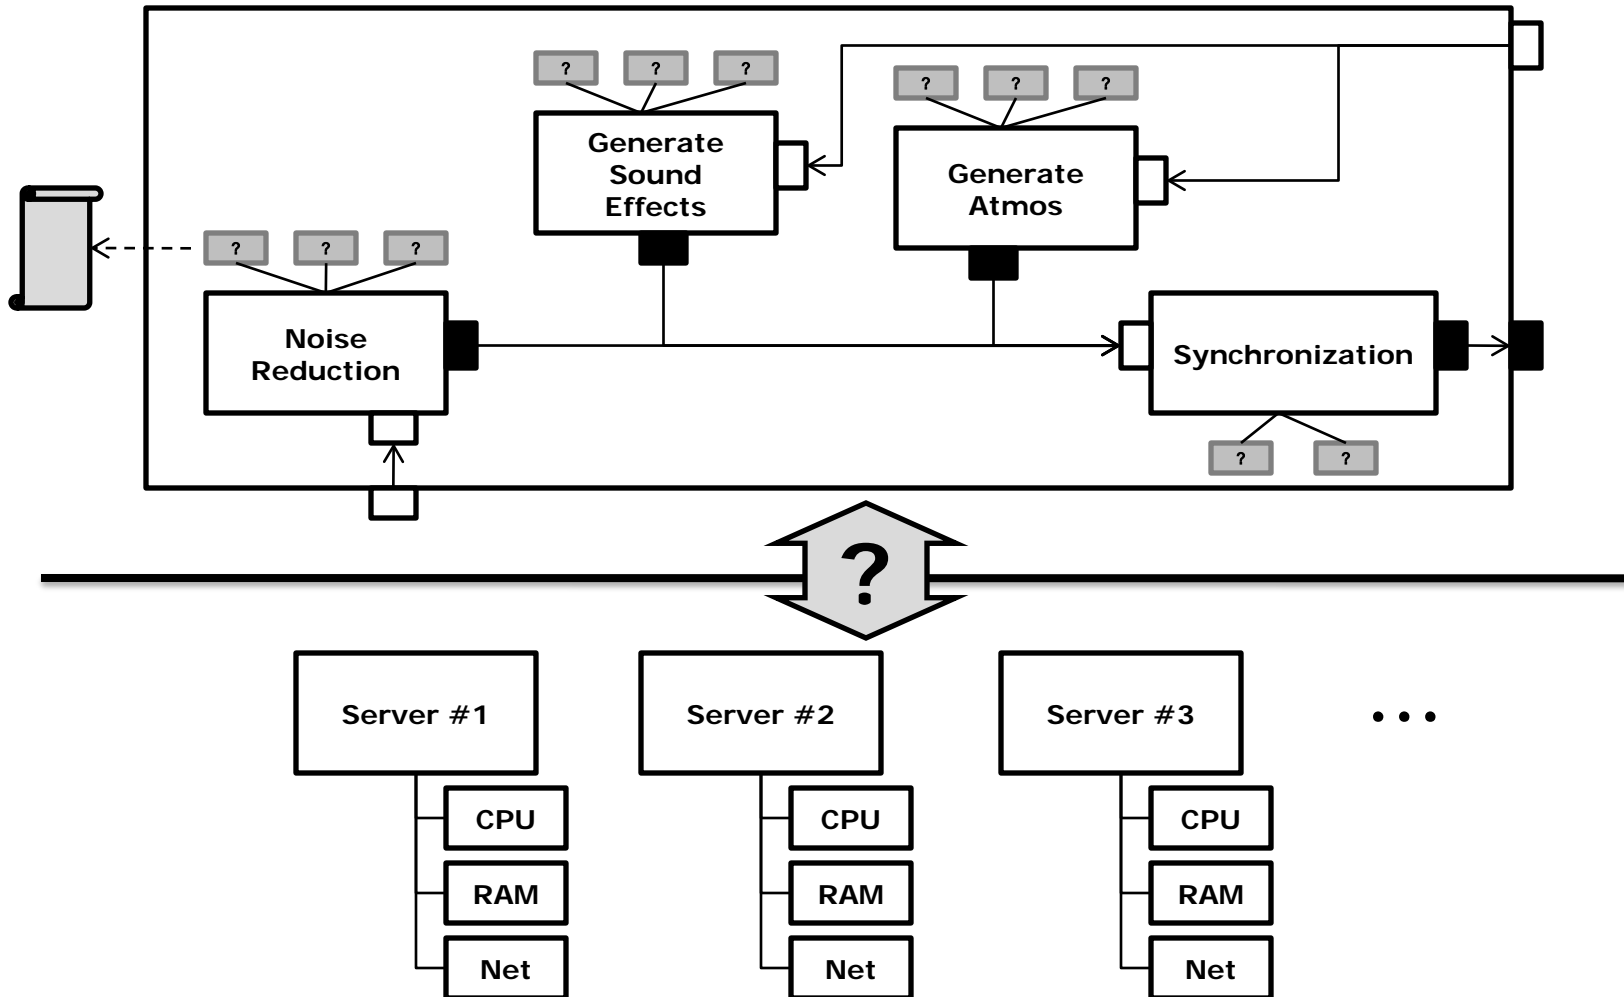 ? ? ?
? ? ?
Generate
Sound
Effects
Generate
Atmos
? ? ?
Noise
Reduction
Synchronization
? ?
?
Server #1
Server #2
Server #3
...
CPU
CPU
CPU
RAM
RAM
RAM
Net
Net
Net